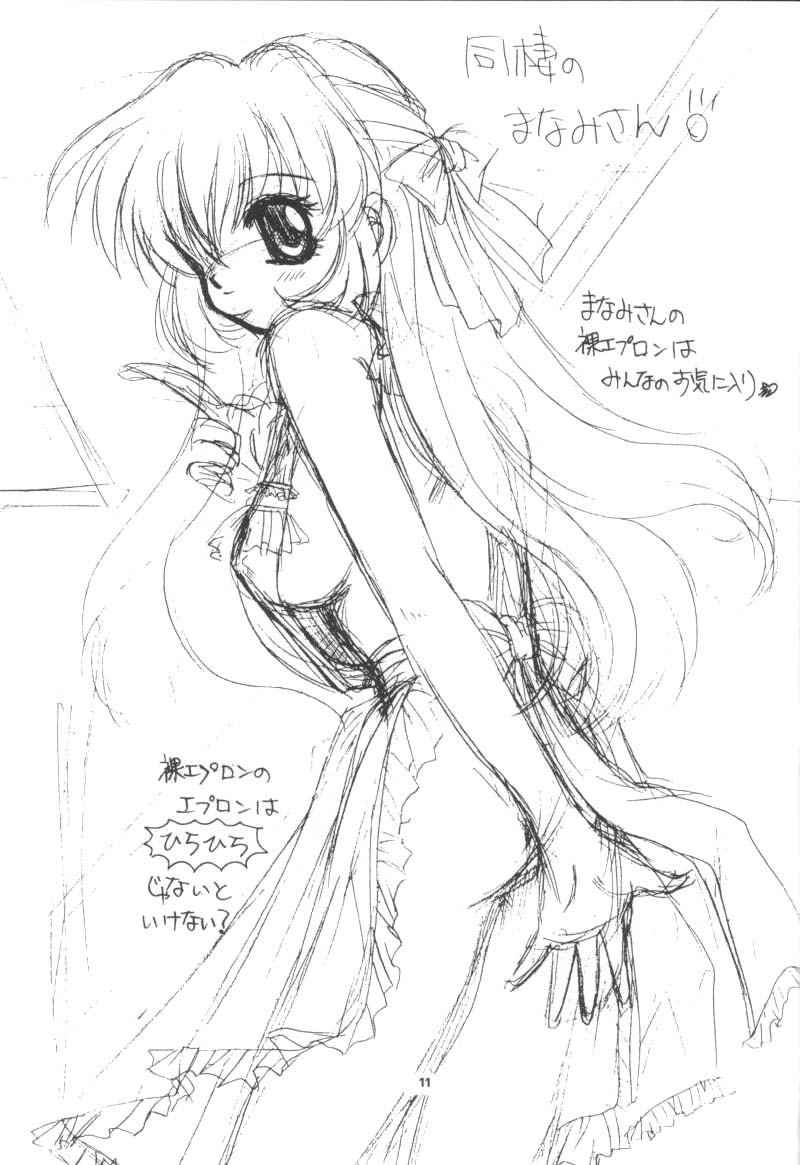 同棲の
まなみさん
まなみさんの
裸エプロンは
みんなのお気に入り
裸エプロンの
エプロンは
ひらひら
じゃないと
いけない?
11